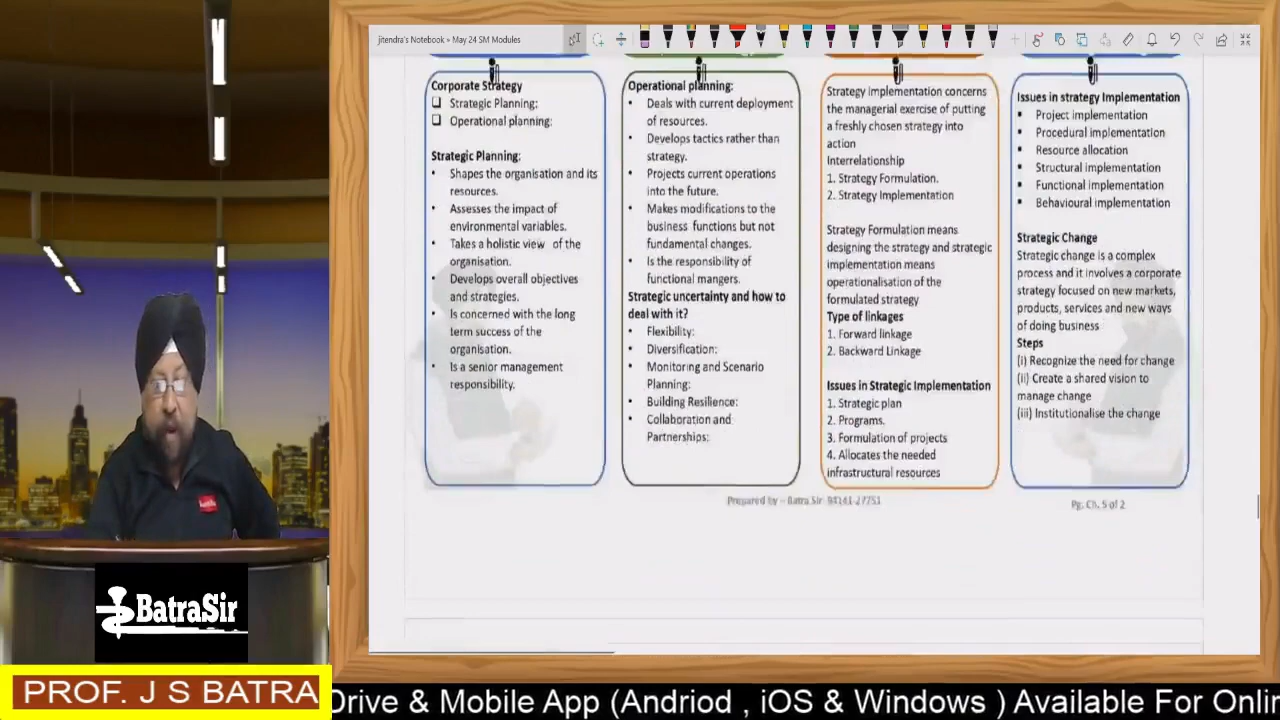 jitendra's Notebook » May 24 SM Modules
Corporate Strategy
Strategic Planning:
Operational planning:
Strategic Planning:
Shapes the organisation and its
resources.
Assesses the impact of
environmental variables.
Takes a holistic view of the
organisation.
Develops overall objectives
and strategies.
Is concerned with the long
term success of the
organisation.
Is a senior management
responsibility.
Operational planning:
Deals with current deployment
of resources.
Develops tactics rather than
strategy.
Projects current operations
into the future.
Makes modifications to the
business functions but not
fundamental changes.
Is the responsibility of
functional mangers.
Strategic uncertainty and how to
deal with it?
Flexibility:
Diversification:
Monitoring and Scenario
Planning:
Building Resilience:
Collaboration and
Partnerships:
Strategy Implementation concerns
the managerial exercise of putting
a freshly chosen strategy into
action
Interrelationship
1. Strategy Formulation.
2. Strategy Implementation
Strategy Formulation means
designing the strategy and strategic
implementation means
operationalisation of the
formulated strategy
Type of linkages
1. Forward linkage
2. Backward Linkage
Issues in Strategic Implementation
1. Strategic plan
2. Programs.
3. Formulation of projects
4. Allocates the needed
infrastructural resources
Issues in strategy Implementation
Project implementation
Procedural implementation
Resource allocation
Structural implementation
Functional implementation
Behavioural implementation
Strategic Change
Strategic change is a complex
process and it involves a corporate
strategy focused on new markets,
products, services and new ways
of doing business
Steps
(i) Recognize the need for change
(ii) Create a shared vision to
manage change
(iii) Institutionalise the change
Prepared by – Batra Sir 94141-27751
Pg. Ch. 5 of 2
BatraSir
PROF. J S BATRA
Drive & Mobile App (Andriod , iOS & Windows ) Available For Onlin